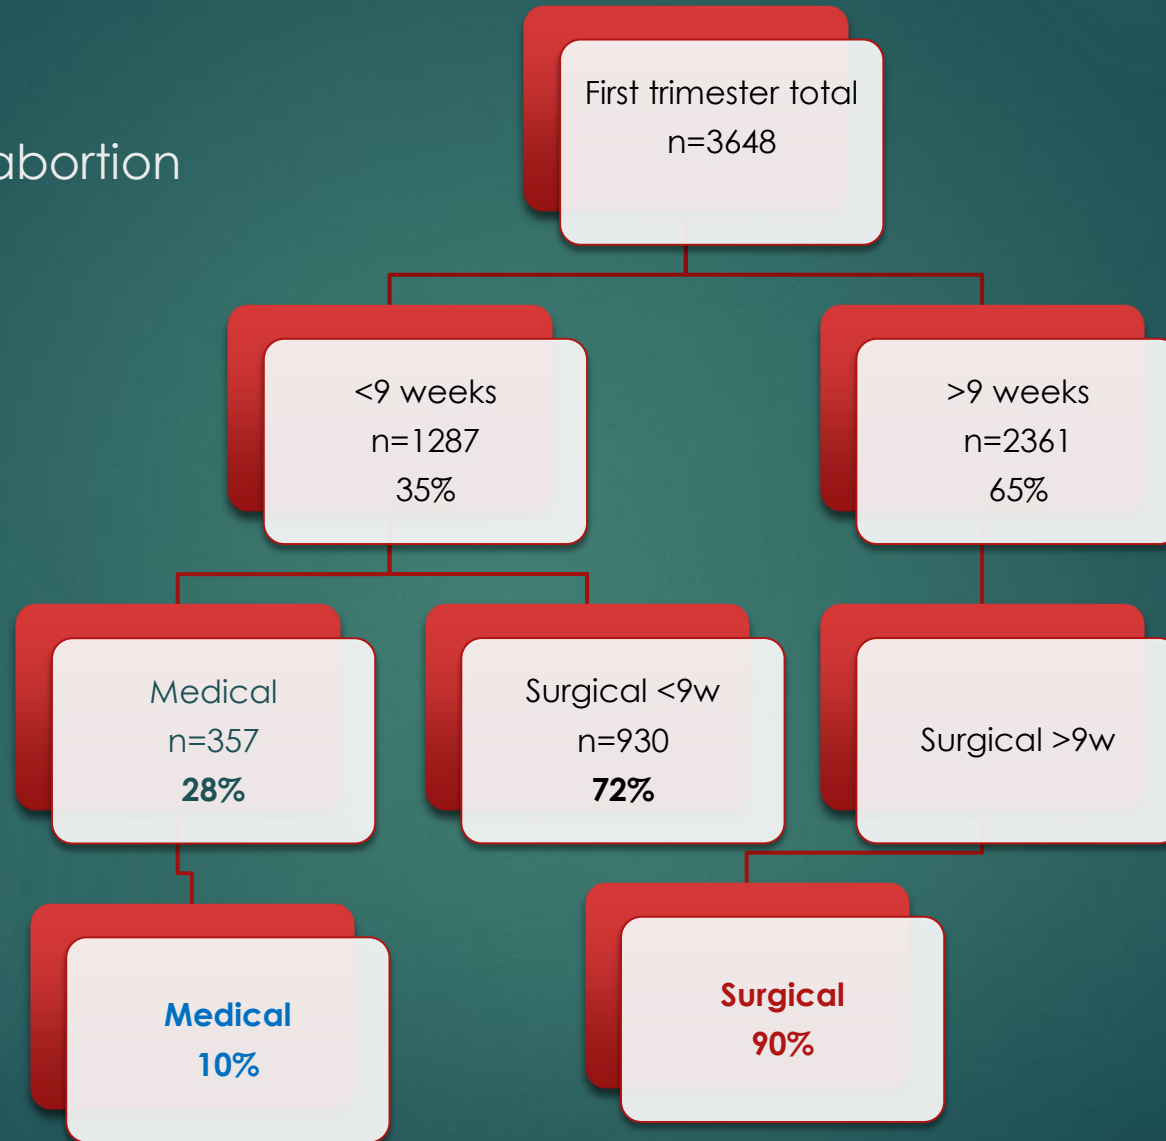 abortion
First trimester total
n=3648
<9 weeks
n=1287
35%
>9 weeks
n=2361
65%
Medical
n=357
28%
Surgical <9w
n=930
72%
Surgical >9w
Medical
10%
Surgical
90%